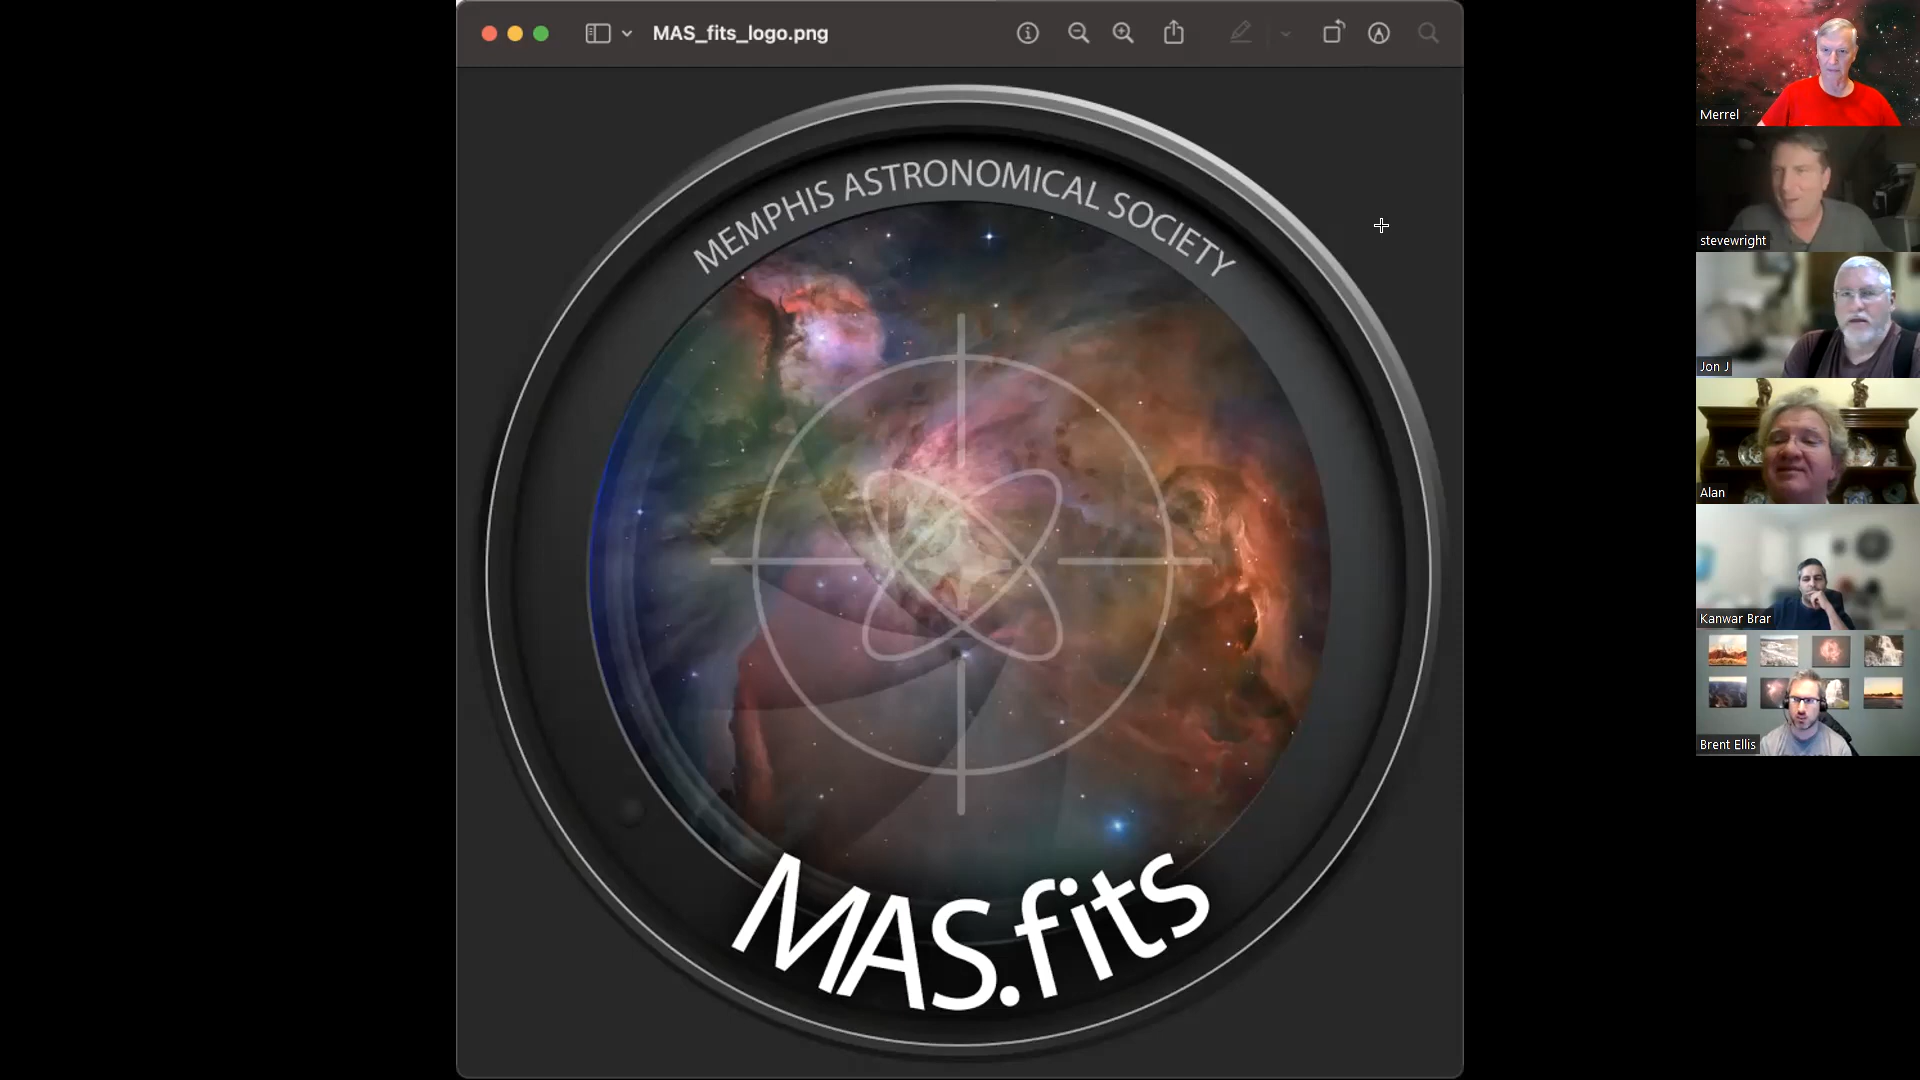 MAS_fits_logo.png
MEMPHIS ASTRONOMICAL SOCIETY
MAS.fits
Merrel
stevewright
Jon J
Alan
Kanwar Brar
Brent Ellis